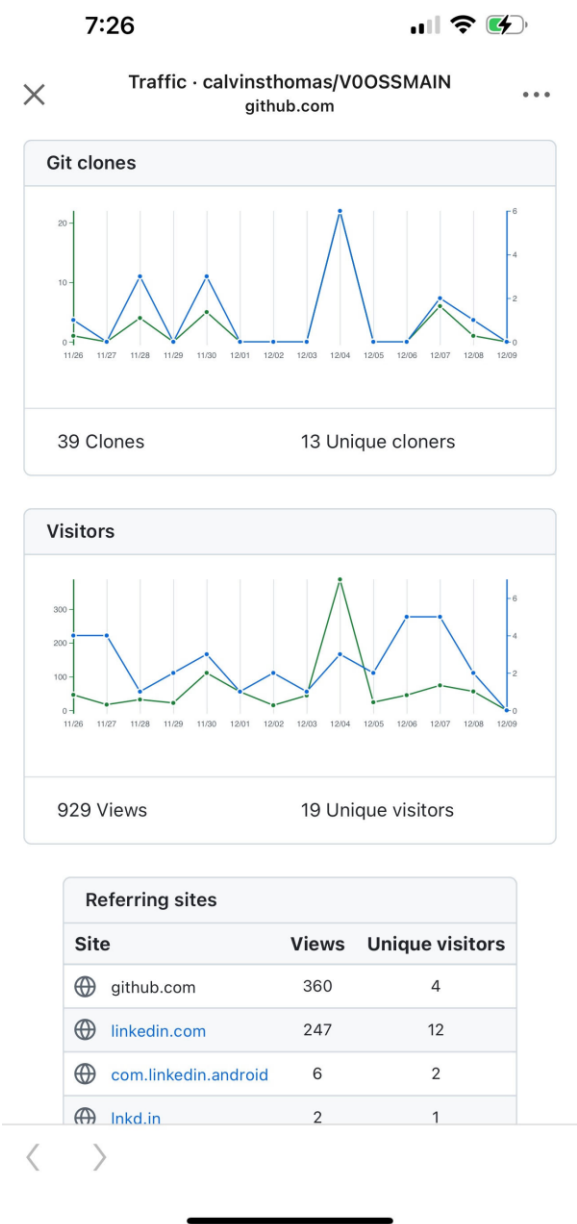 7:26
Traffic · calvinsthomas/V0OSSMAIN
github.com
Git clones
20
10
0
6
4
2
0
11/26 11/27 11/28 11/29 11/30 12/01 12/02 12/03 12/04 12/05 12/06 12/07 12/08 12/09
39 Clones 13 Unique cloners
Visitors
300
200
100
0
6
4
2
0
11/26 11/27 11/28 11/29 11/30 12/01 12/02 12/03 12/04 12/05 12/06 12/07 12/08 12/09
929 Views 19 Unique visitors
Referring sites
Site Views Unique visitors
github.com 360 4
linkedin.com 247 12
com.linkedin.android 6 2
lnkd.in 2 1